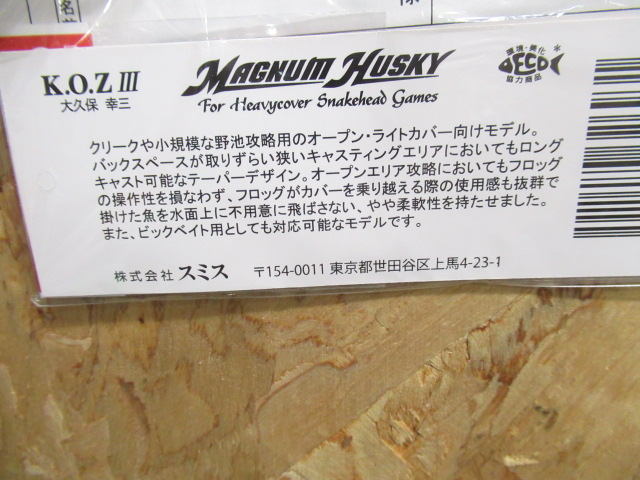 名
様
K.O.Z III
大久保 幸三
MAGNUM HUSKY
For Heavycover Snakehead Games
環境・美化
ECO
協力商品
クリークや小規模な野池攻略用のオープン・ライトカバー向けモデル。
バックスペースが取りずらい狭いキャスティングエリアにおいてもロング
キャスト可能なテーパーデザイン。オープンエリア攻略においてもフロッグ
の操作性を損なわず、フロッグがカバーを乗り越える際の使用感も抜群で
掛けた魚を水面上に不用意に飛ばさない、やや柔軟性を持たせました。
また、ビックベイト用としても対応可能なモデルです。
株式会社 スミス 〒154-0011 東京都世田谷区上馬4-23-1